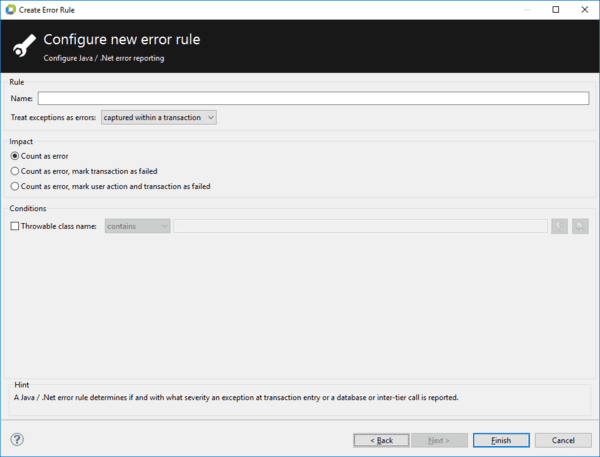 Create Error Rule
Configure new error rule
Configure Java / .Net error reporting
Rule
Name:
Treat exceptions as errors: captured within a transaction
Impact
Count as error
Count as error, mark transaction as failed
Count as error, mark user action and transaction as failed
Conditions
Throwable class name: contains
Hint
A Java / .Net error rule determines if and with what severity an exception at transaction entry or a database or inter-tier call is reported.
? < Back Next > Finish Cancel